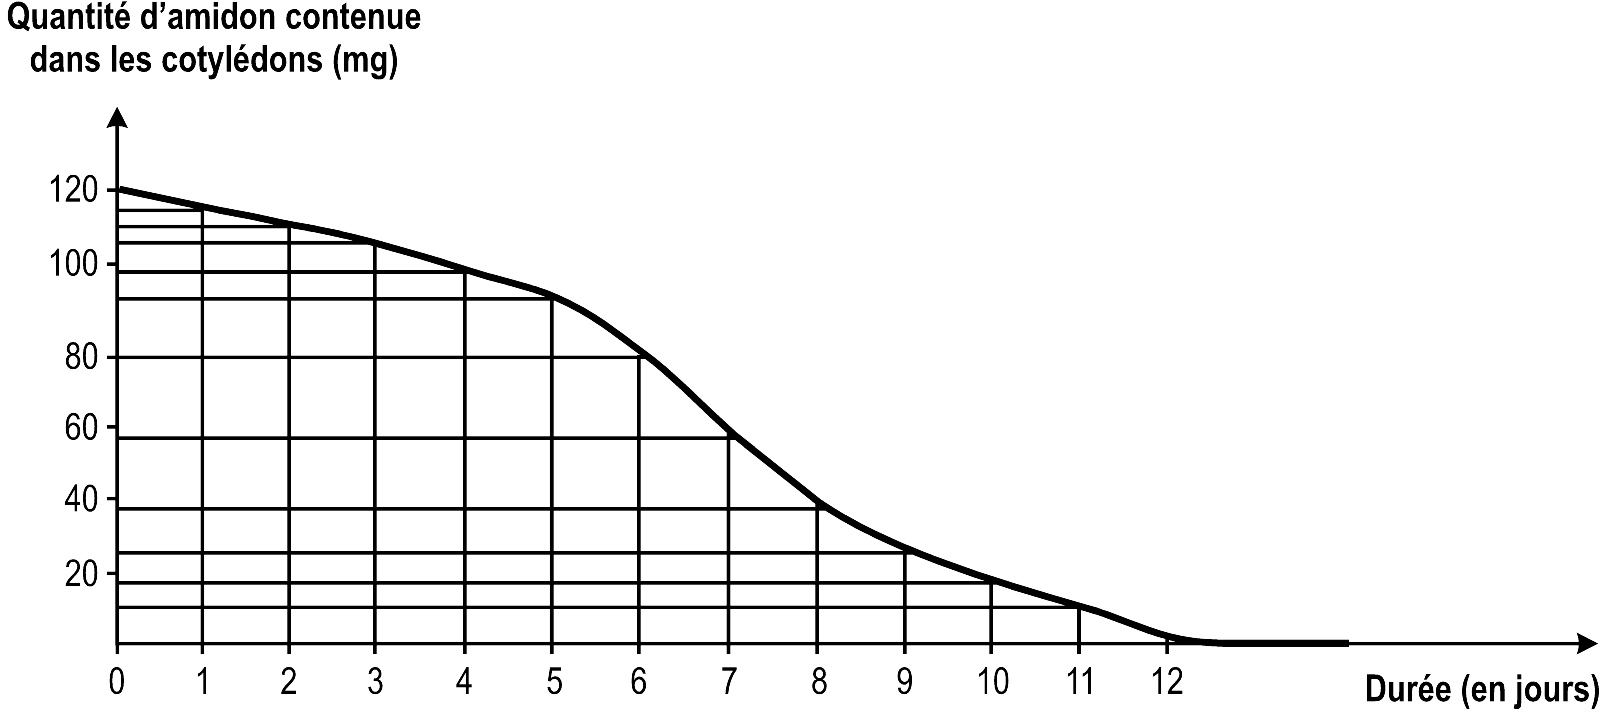 Quantité d’amidon contenue
dans les cotylédons (mg)
120
100
80
60
40
20
0 1 2 3 4 5 6 7 8 9 10 11 12
Durée (en jours)